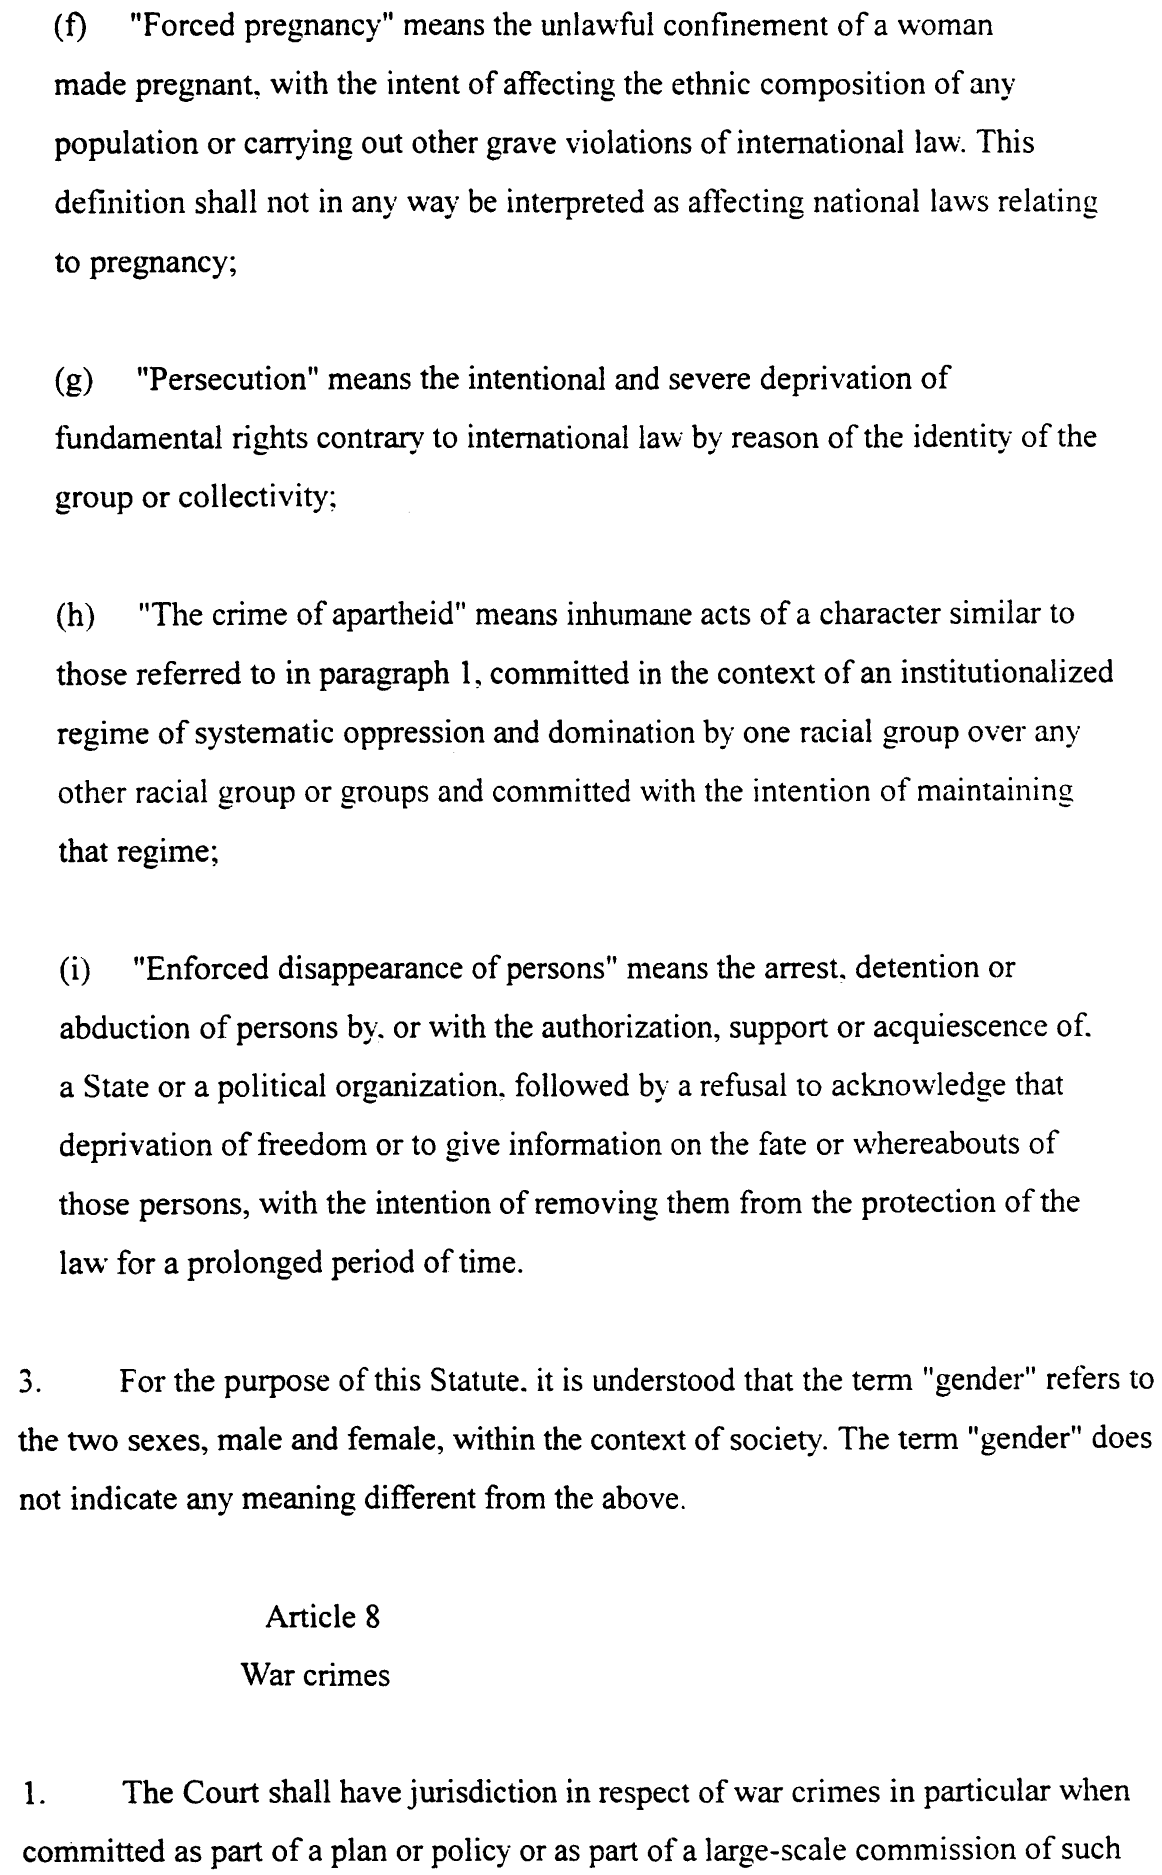 (f) "Forced pregnancy" means the unlawful confinement of a woman
made pregnant, with the intent of affecting the ethnic composition of any
population or carrying out other grave violations of international law. This
definition shall not in any way be interpreted as affecting national laws relating
to pregnancy;
(g) "Persecution" means the intentional and severe deprivation of
fundamental rights contrary to international law by reason of the identity of the
group or collectivity;
(h) "The crime of apartheid" means inhumane acts of a character similar to
those referred to in paragraph 1, committed in the context of an institutionalized
regime of systematic oppression and domination by one racial group over any
other racial group or groups and committed with the intention of maintaining
that regime;
(i) "Enforced disappearance of persons" means the arrest, detention or
abduction of persons by, or with the authorization, support or acquiescence of,
a State or a political organization, followed by a refusal to acknowledge that
deprivation of freedom or to give information on the fate or whereabouts of
those persons, with the intention of removing them from the protection of the
law for a prolonged period of time.
3. For the purpose of this Statute, it is understood that the term "gender" refers to
the two sexes, male and female, within the context of society. The term "gender" does
not indicate any meaning different from the above.
Article 8
War crimes
1. The Court shall have jurisdiction in respect of war crimes in particular when
committed as part of a plan or policy or as part of a large-scale commission of such